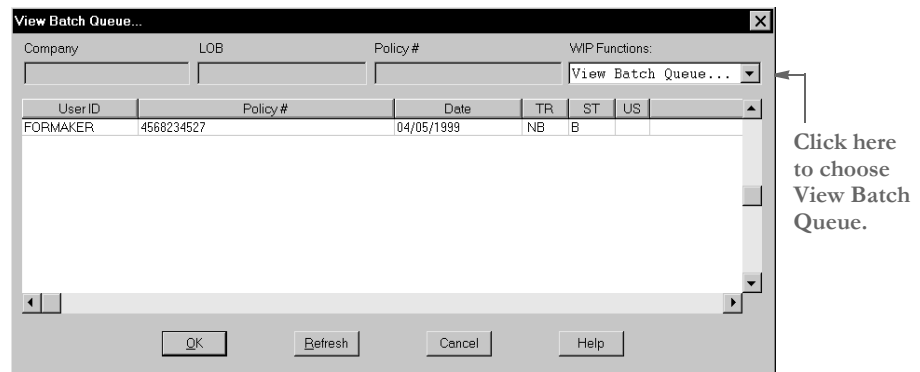 View Batch Queue...
Company LOB Policy # WIP Functions:
View Batch Queue...
User ID Policy # Date TR ST US
FORMAKER 4568234527 04/05/1999 NB B
OK Refresh Cancel Help
Click here
to choose
View Batch
Queue.